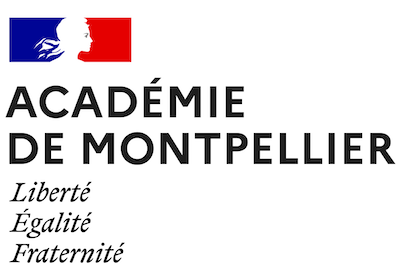 ACADÉMIE
DE MONTPELLIER
Liberté
Égalité
Fraternité